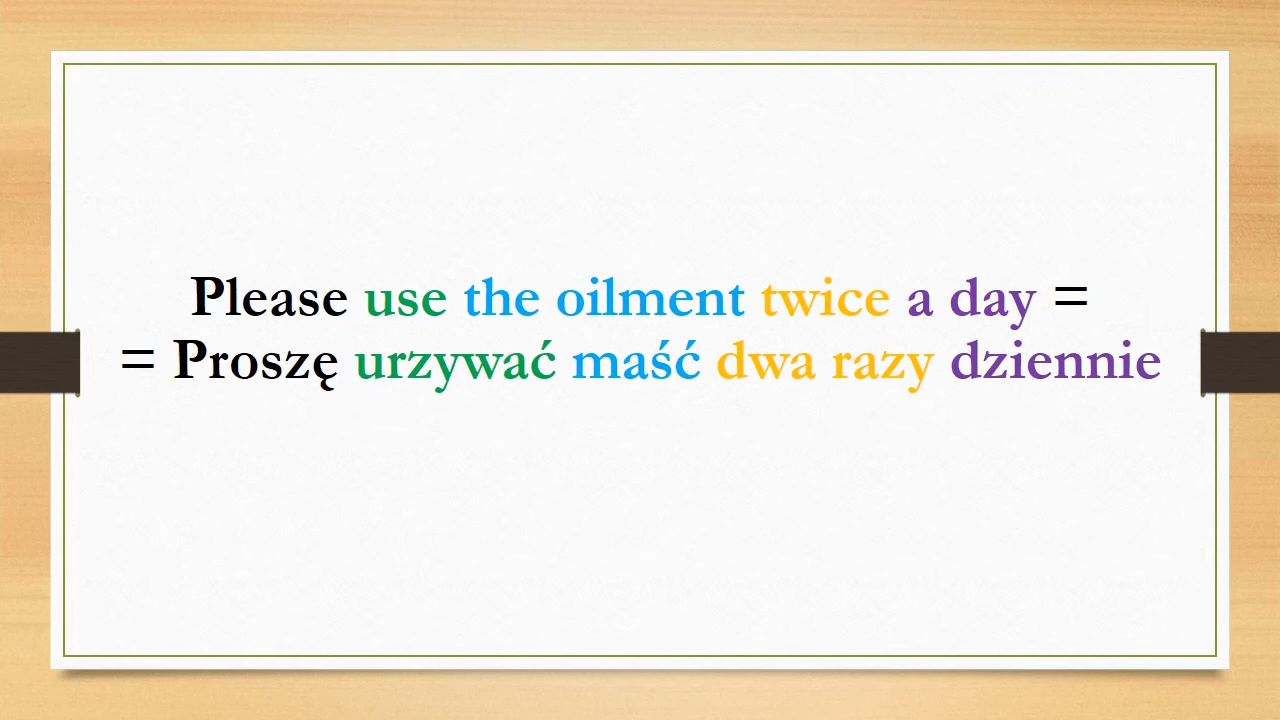 Please use the oilment twice a day =
= Proszę urzywać maść dwa razy dziennie